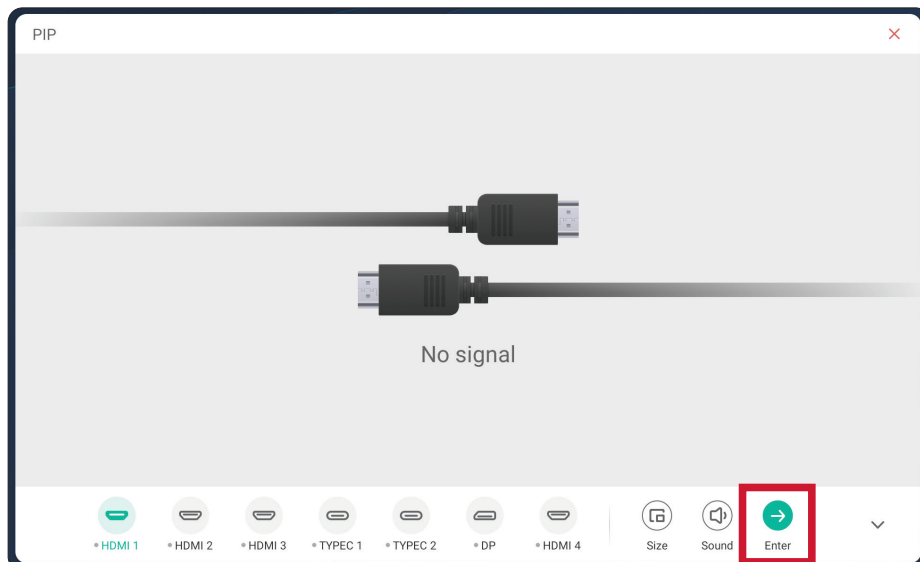 PIP
No signal
HDMI 1 HDMI 2 HDMI 3 TYPEC 1 TYPEC 2 DP HDMI 4 Size Sound Enter